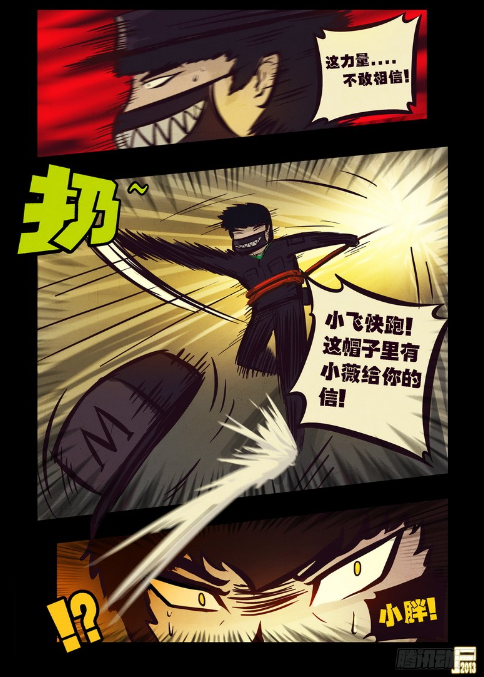 这力量....
不敢相信!
扔~
小飞快跑!
这帽子里有
小薇给你的
信!
M
!?
小胖!
腾讯动漫
2013